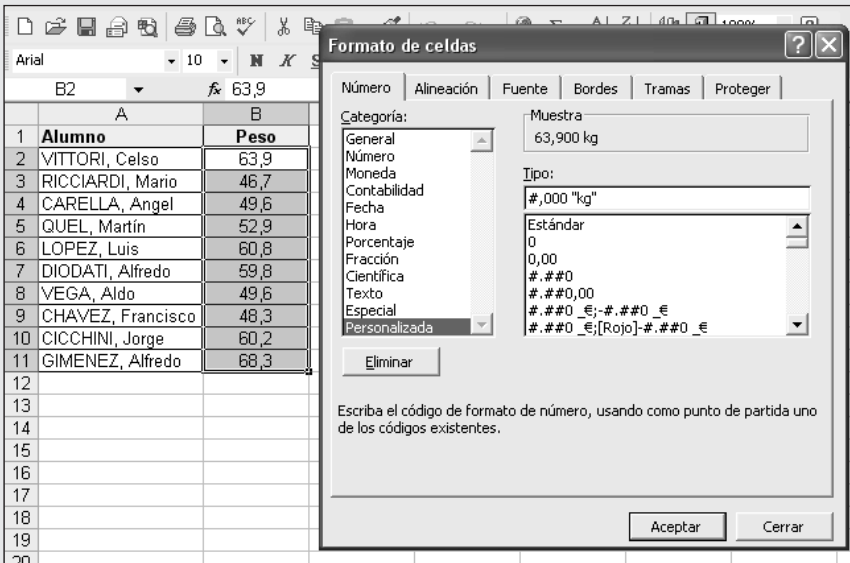 ABC
Formato de celdas
Arial
10
N K S
B2
fx 63,9
Número
Alineación
Fuente
Bordes
Tramas
Proteger
Categoría:
General
Número
Moneda
Contabilidad
Fecha
Hora
Porcentaje
Fracción
Científica
Texto
Especial
Personalizada
Muestra
63,900 kg
Tipo:
#,000 "kg"
Estándar
0
0,00
#.##0
#.##0,00
#.##0 _€;-#.##0 _€
#.##0 _€;[Rojo]-#.##0 _€
Eliminar
Escriba el código de formato de número, usando como punto de partida uno
de los códigos existentes.
Aceptar
Cerrar
A B
1 Alumno Peso
2 VITTORI, Celso 63,9
3 RICCIARDI, Mario 46,7
4 CARELLA, Angel 49,6
5 QUEL, Martín 52,9
6 LOPEZ, Luis 60,8
7 DIODATI, Alfredo 59,8
8 VEGA, Aldo 49,6
9 CHAVEZ, Francisco 48,3
10 CICCHINI, Jorge 60,2
11 GIMENEZ, Alfredo 68,3
12
13
14
15
16
17
18
19
20